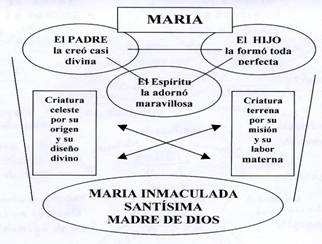 MARIA
El PADRE
la creó casi
divina
El HIJO
la formó toda
perfecta
El Espíritu
la adornó
maravillosa
Criatura
celeste
por su
origen
y su
diseño
divino
Criatura
terrena
por su
misión
y su
labor
materna
MARIA INMACULADA
SANTÍSIMA
MADRE DE DIOS